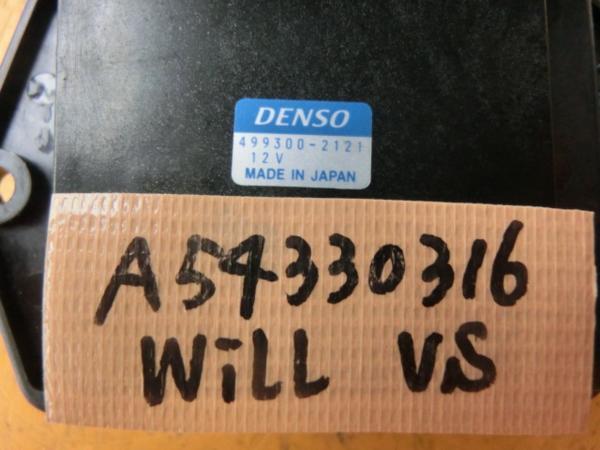 DENSO
499300-2121
12V
MADE IN JAPAN
A54330316
WiLL VS